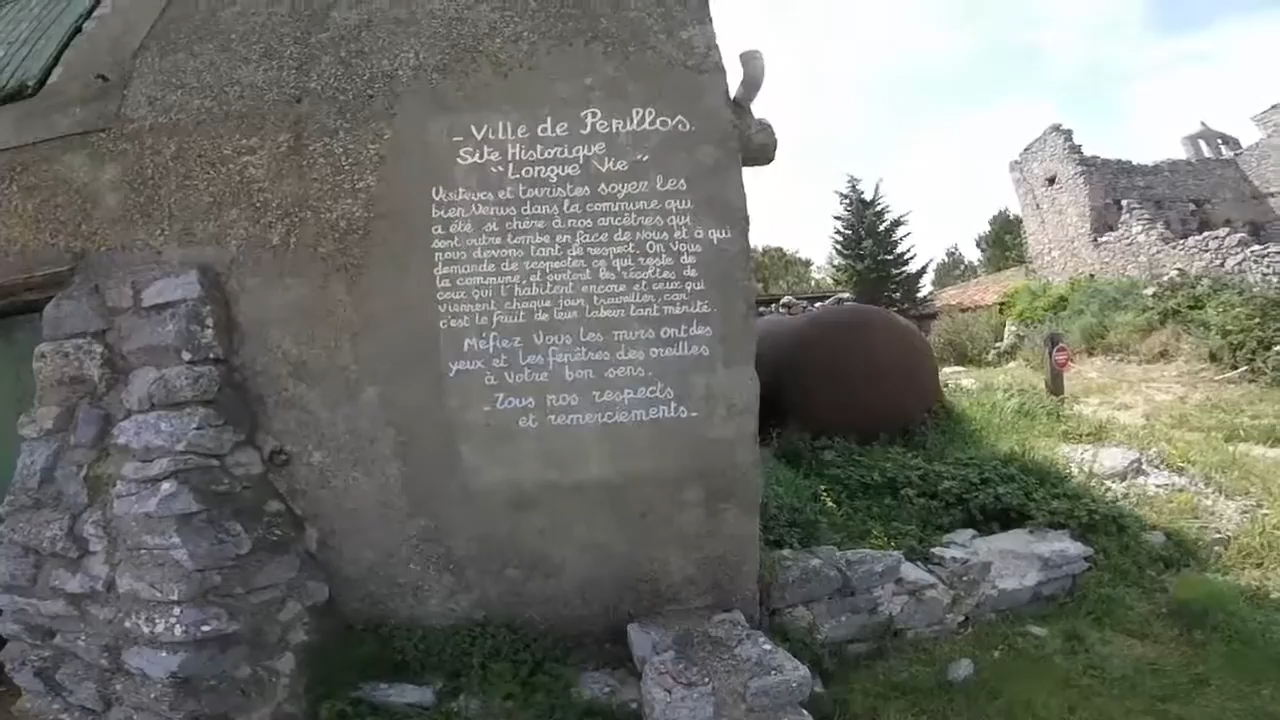 - Ville de Perillos.
Site Historique
"Longue Vie"
Visiteurs et touristes soyez les
bien Venus dans la commune qui
a été si chère à nos ancêtres qui
sont outre tombe en face de Nous et à qui
nous devons tant de respect. On Vous
demande de respecter ce qui reste de
la commune, et surtout les récoltes de
ceux qui l'habitent encore et ceux qui
viennent chaque jour, travailler, car
c'est le fruit de leur labeur tant mérité.
Méfiez Vous les murs ont des
yeux et les fenêtres des oreilles
à Votre bon sens.
- Tous nos respects
et remerciements -